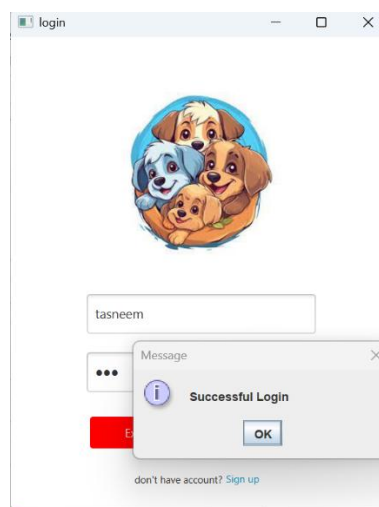 login
tasneem
•••
Message
Successful Login
OK
don't have account? Sign up